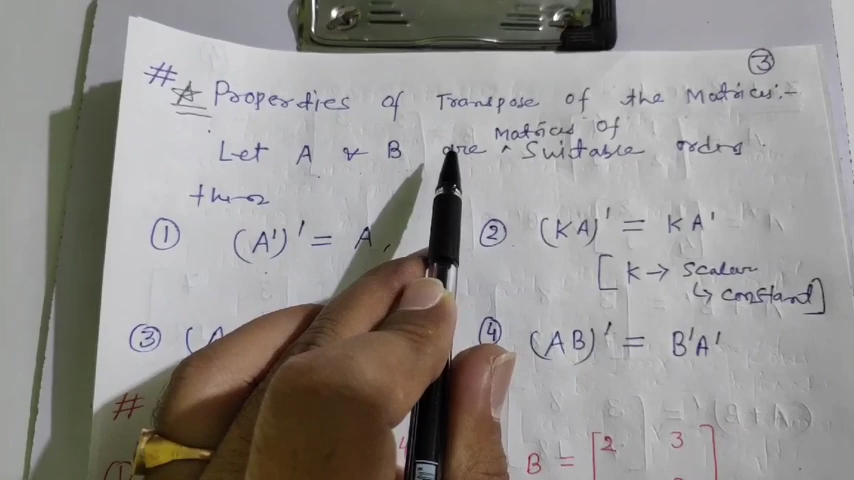 ③
# ☆ Properties of Transpose of the Matrices:-
Let A & B are ^ Matrices of Suitable orders
then
① (A')' = A, ② (KA)' = KA'
[K → Scalar
↳ constant]
③ (A ④ (AB)' = B'A'
#
① B = [2 3